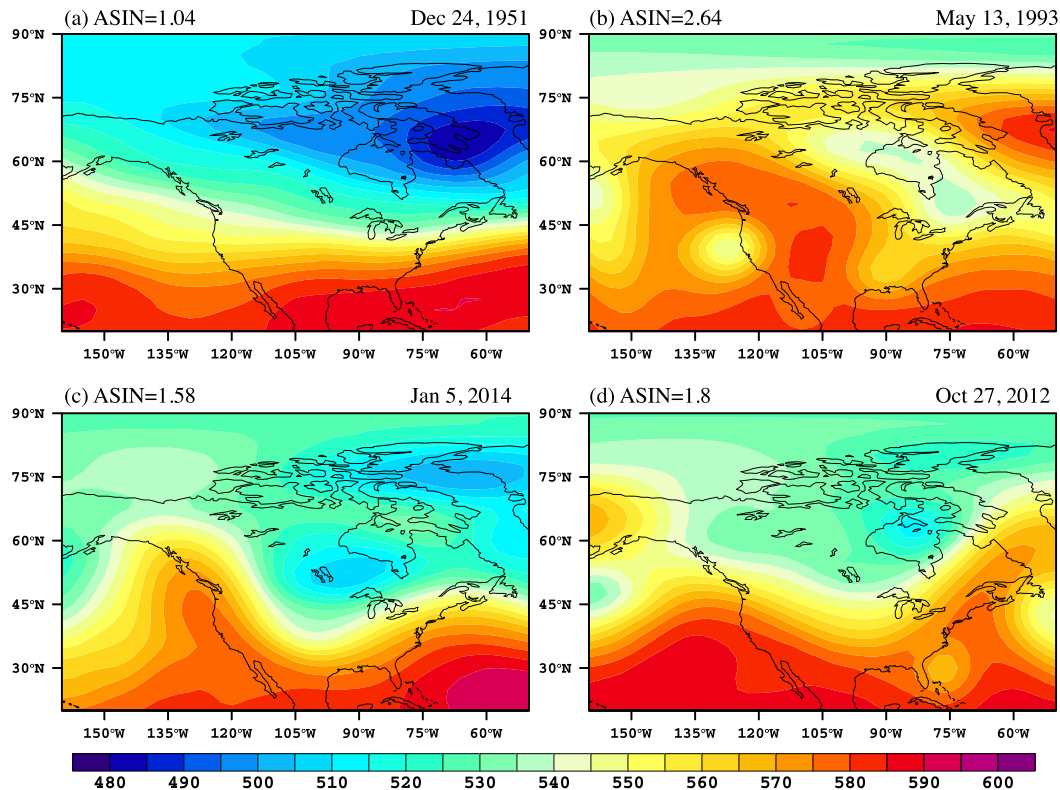 (a) ASIN=1.04 Dec 24, 1951
(b) ASIN=2.64 May 13, 1993
90°N
75°N
60°N
45°N
30°N
150°W 135°W 120°W 105°W 90°W 75°W 60°W
90°N
75°N
60°N
45°N
30°N
150°W 135°W 120°W 105°W 90°W 75°W 60°W
(c) ASIN=1.58 Jan 5, 2014
(d) ASIN=1.8 Oct 27, 2012
90°N
75°N
60°N
45°N
30°N
150°W 135°W 120°W 105°W 90°W 75°W 60°W
90°N
75°N
60°N
45°N
30°N
150°W 135°W 120°W 105°W 90°W 75°W 60°W
480 490 500 510 520 530 540 550 560 570 580 590 600